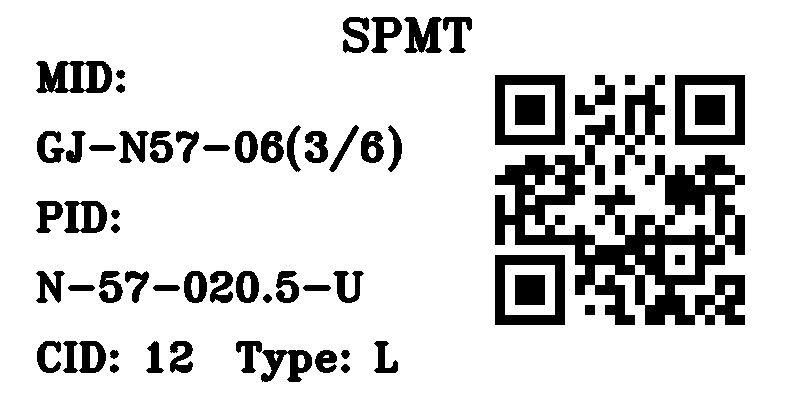 SPMT
MID:
GJ-N57-06(3/6)
PID:
N-57-020.5-U
CID: 12 Type: L